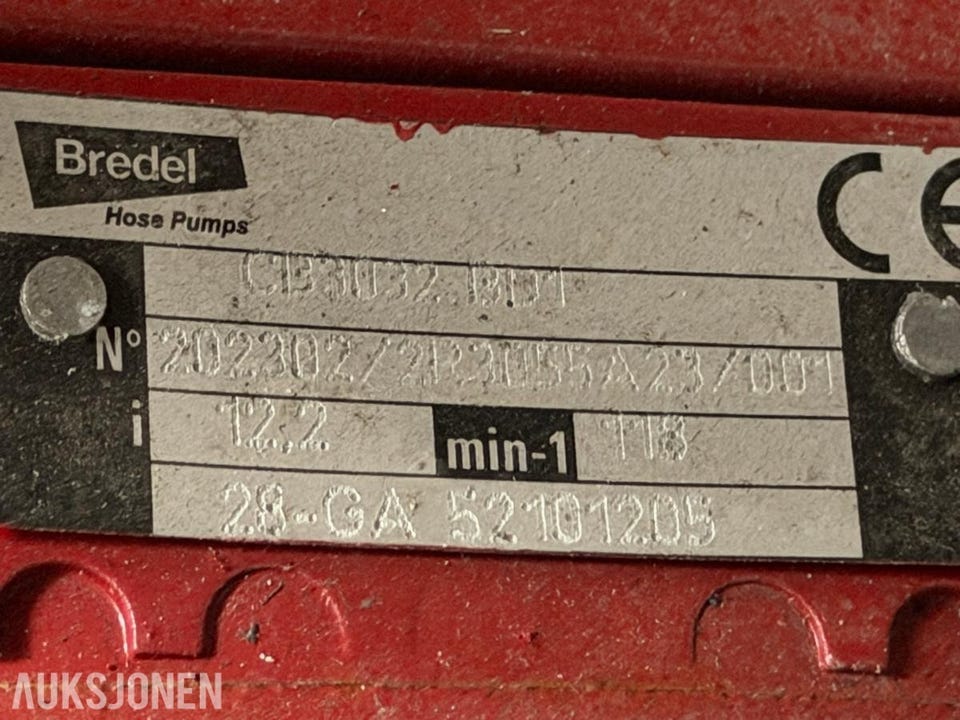 Bredel
Hose Pumps
CE
CB3032.BD1
N° 202302/2R3055A23/001
i 12.2 min-1 118
28-GA 52101205
AUKSJONEN